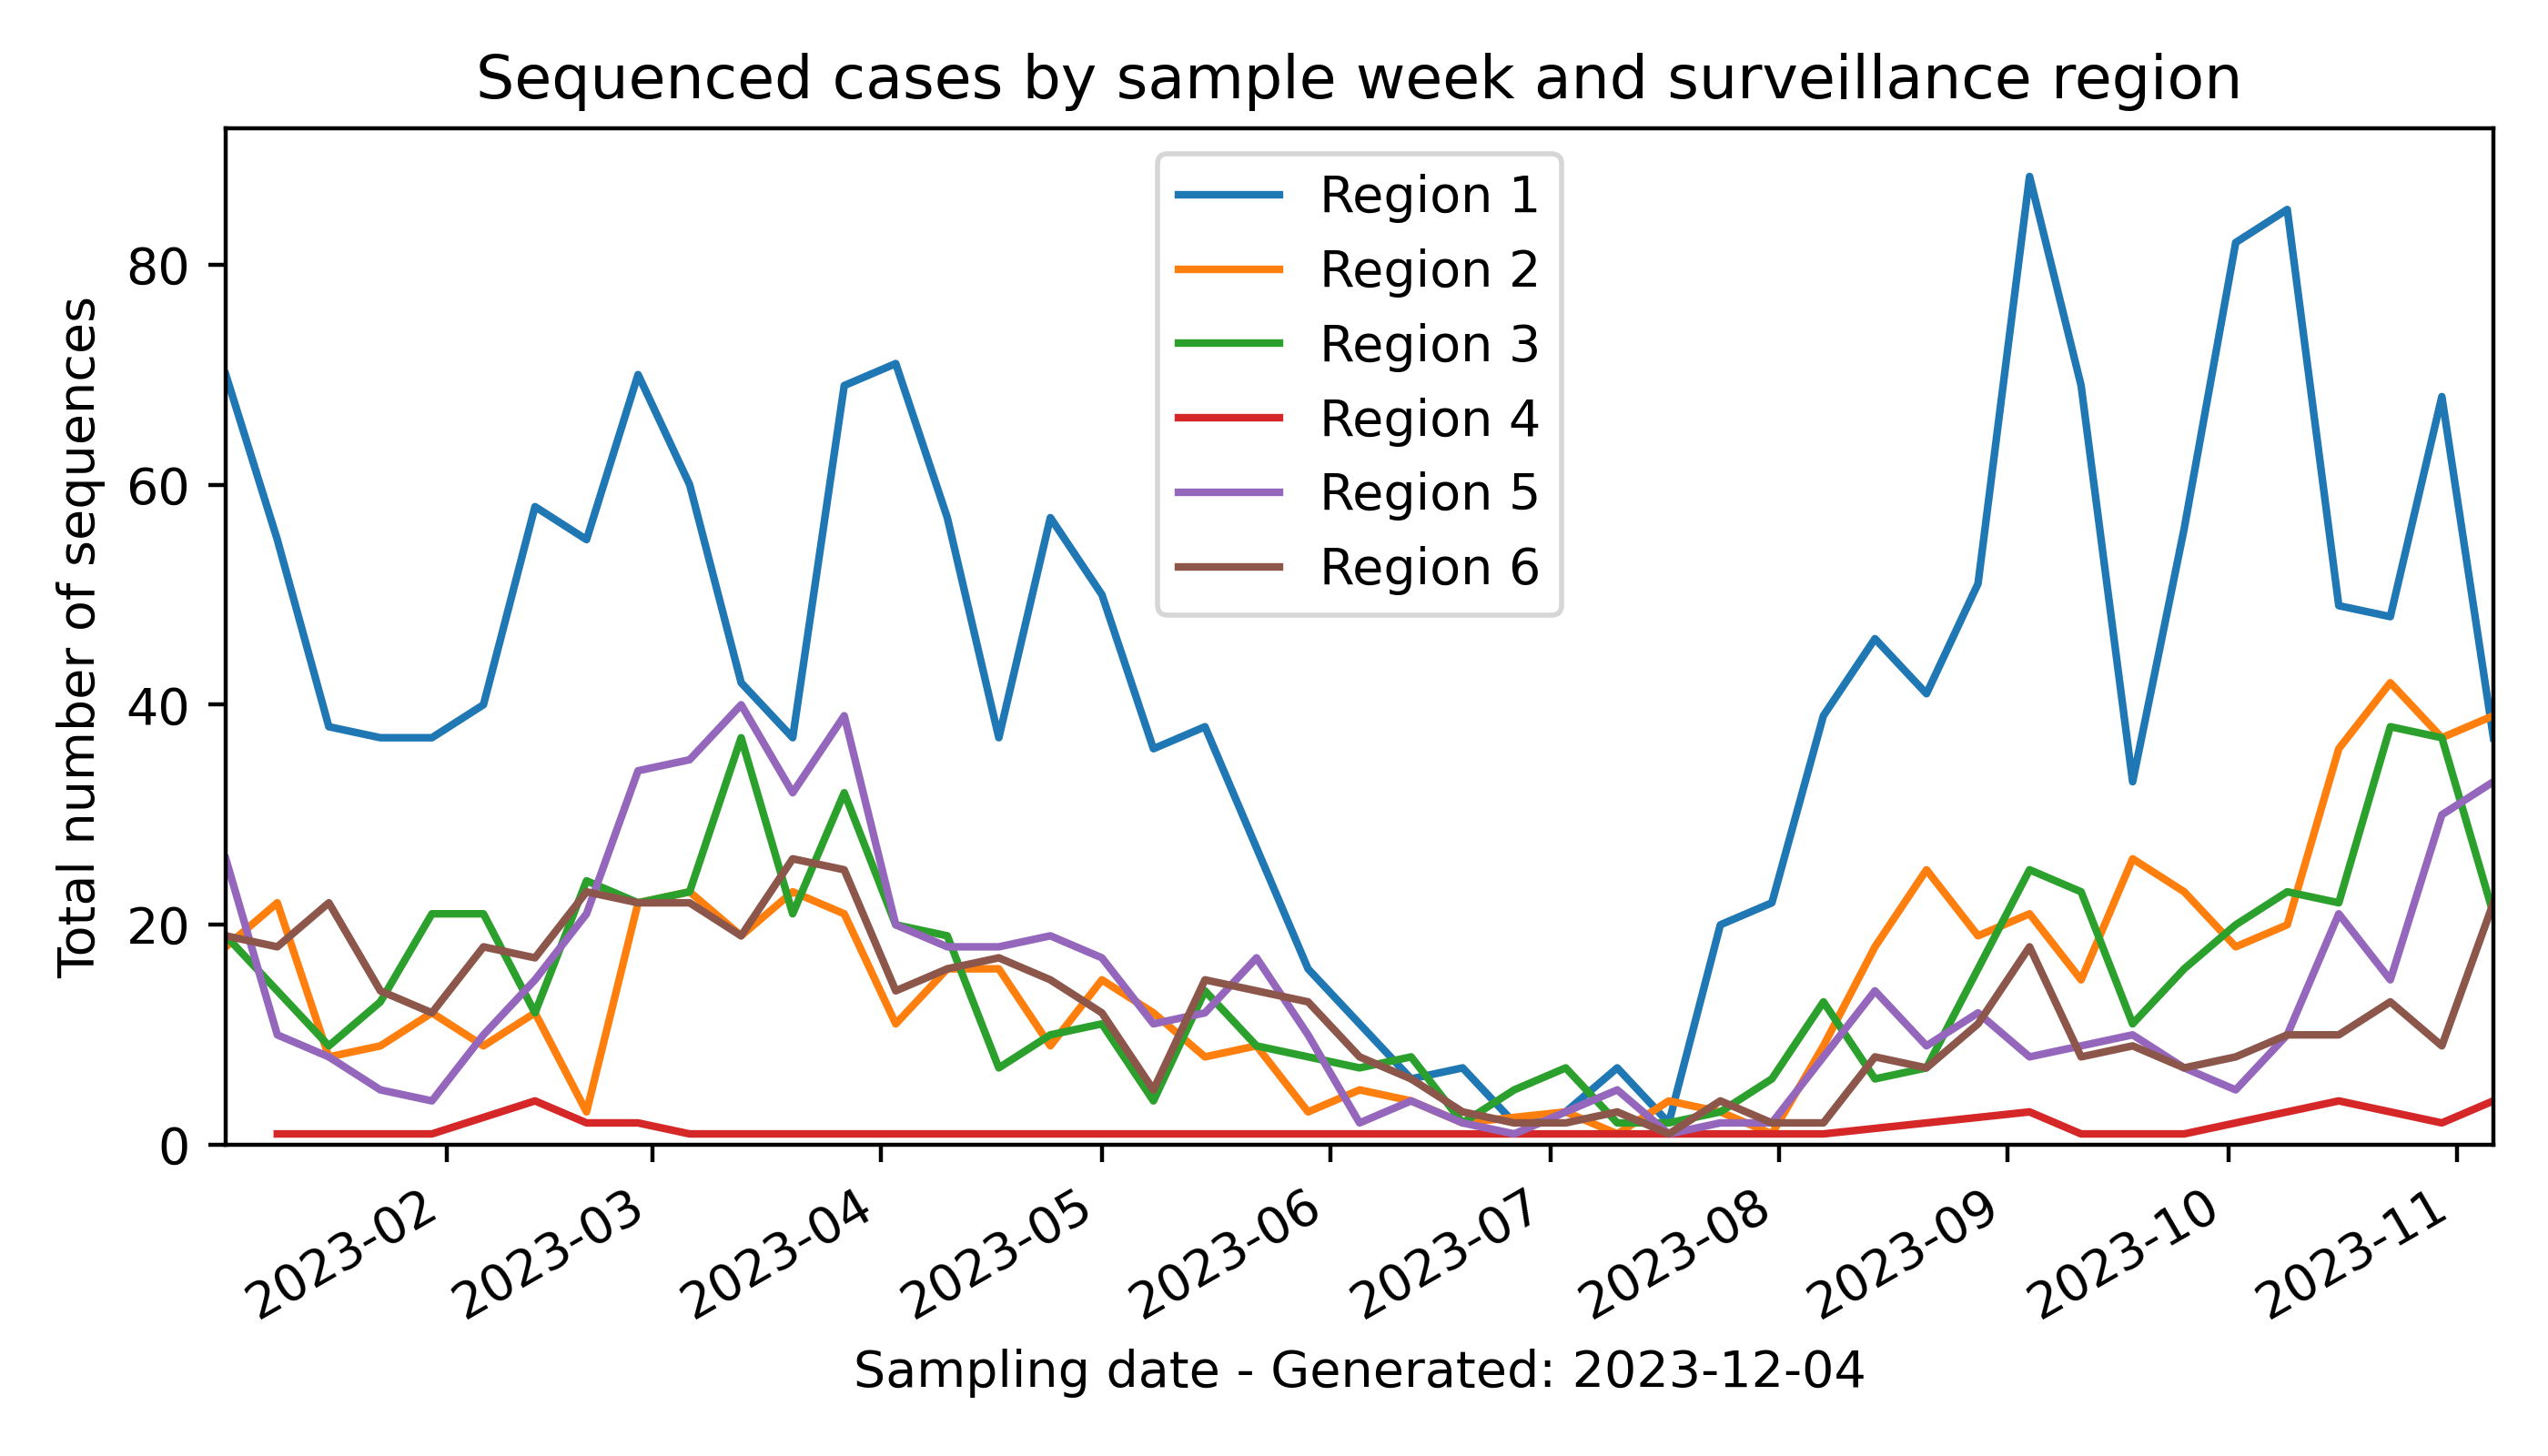 Sequenced cases by sample week and surveillance region
Region 1
Region 2
Region 3
Region 4
Region 5
Region 6
Total number of sequences
80
60
40
20
0
2023-02
2023-03
2023-04
2023-05
2023-06
2023-07
2023-08
2023-09
2023-10
2023-11
Sampling date - Generated: 2023-12-04